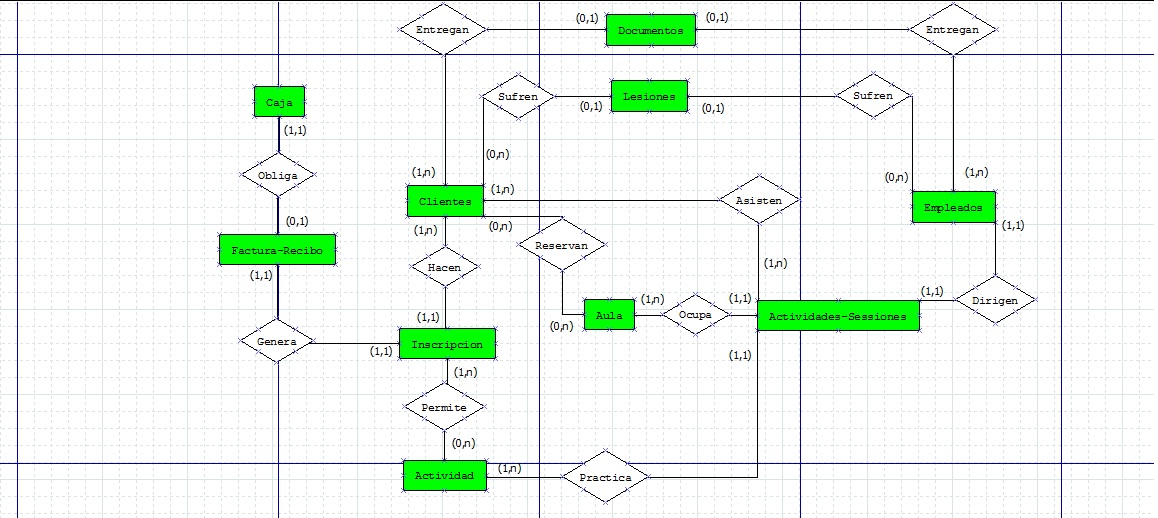 Entregan
(0,1)
Documentos
(0,1)
Entregan
Caja
(1,1)
Sufren
(0,1)
Lesiones
(0,1)
Sufren
Obliga
(0,1)
(0,n)
(1,n)
(1,n)
Clientes
(0,n)
Asisten
(0,n)
(1,n)
Empleados
(1,1)
Factura-Recibo
(1,1)
(1,n)
Hacen
Reservan
(1,n)
Genera
(1,1)
(1,1)
Inscripcion
(0,n)
Aula
(1,n)
Ocupa
(1,1)
Actividades-Sessiones
(1,1)
Dirigen
(1,1)
(1,n)
Permite
(0,n)
Actividad
(1,n)
Practica